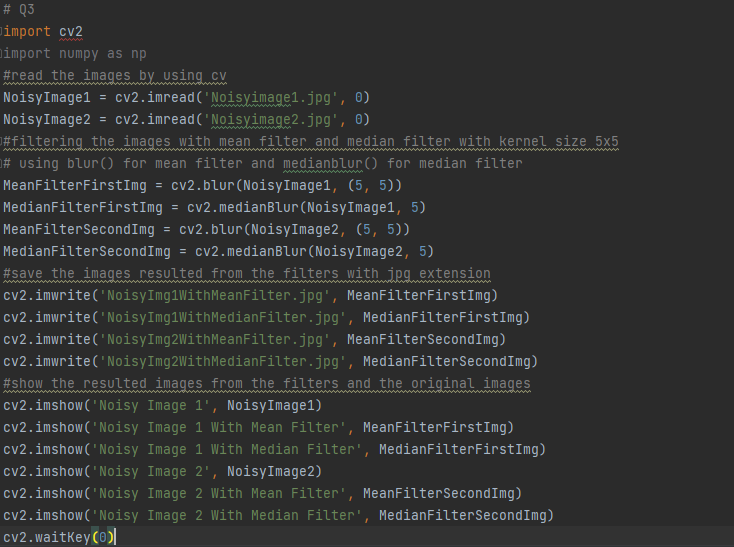 # Q3
import cv2
import numpy as np
#read the images by using cv
NoisyImage1 = cv2.imread('Noisyimage1.jpg', 0)
NoisyImage2 = cv2.imread('Noisyimage2.jpg', 0)
#filtering the images with mean filter and median filter with kernel size 5x5
# using blur() for mean filter and medianblur() for median filter
MeanFilterFirstImg = cv2.blur(NoisyImage1, (5, 5))
MedianFilterFirstImg = cv2.medianBlur(NoisyImage1, 5)
MeanFilterSecondImg = cv2.blur(NoisyImage2, (5, 5))
MedianFilterSecondImg = cv2.medianBlur(NoisyImage2, 5)
#save the images resulted from the filters with jpg extension
cv2.imwrite('NoisyImg1WithMeanFilter.jpg', MeanFilterFirstImg)
cv2.imwrite('NoisyImg1WithMedianFilter.jpg', MedianFilterFirstImg)
cv2.imwrite('NoisyImg2WithMeanFilter.jpg', MeanFilterSecondImg)
cv2.imwrite('NoisyImg2WithMedianFilter.jpg', MedianFilterSecondImg)
#show the resulted images from the filters and the original images
cv2.imshow('Noisy Image 1', NoisyImage1)
cv2.imshow('Noisy Image 1 With Mean Filter', MeanFilterFirstImg)
cv2.imshow('Noisy Image 1 With Median Filter', MedianFilterFirstImg)
cv2.imshow('Noisy Image 2', NoisyImage2)
cv2.imshow('Noisy Image 2 With Mean Filter', MeanFilterSecondImg)
cv2.imshow('Noisy Image 2 With Median Filter', MedianFilterSecondImg)
cv2.waitKey(0)